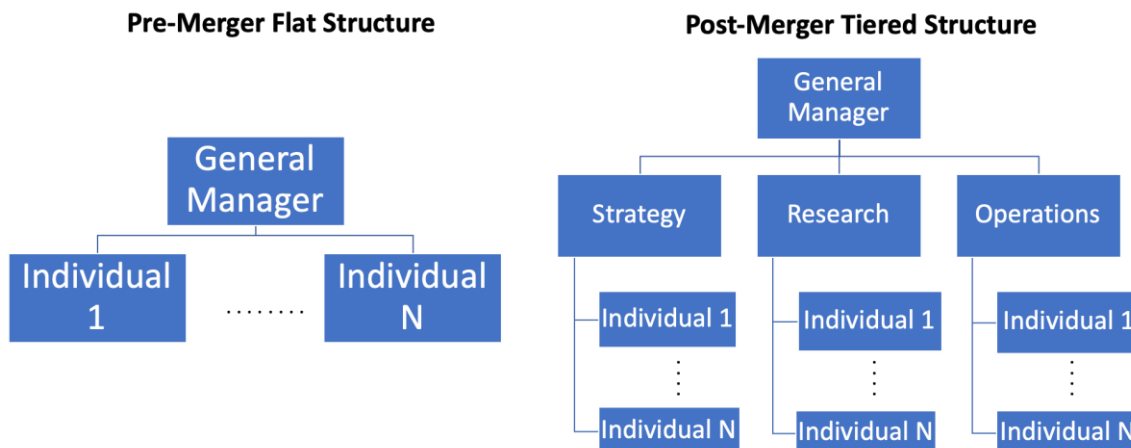 Pre-Merger Flat Structure
General
Manager
Individual
1
........
Individual
N
Post-Merger Tiered Structure
General
Manager
Strategy
Research
Operations
Individual 1
Individual 1
Individual 1
Individual N
Individual N
Individual N